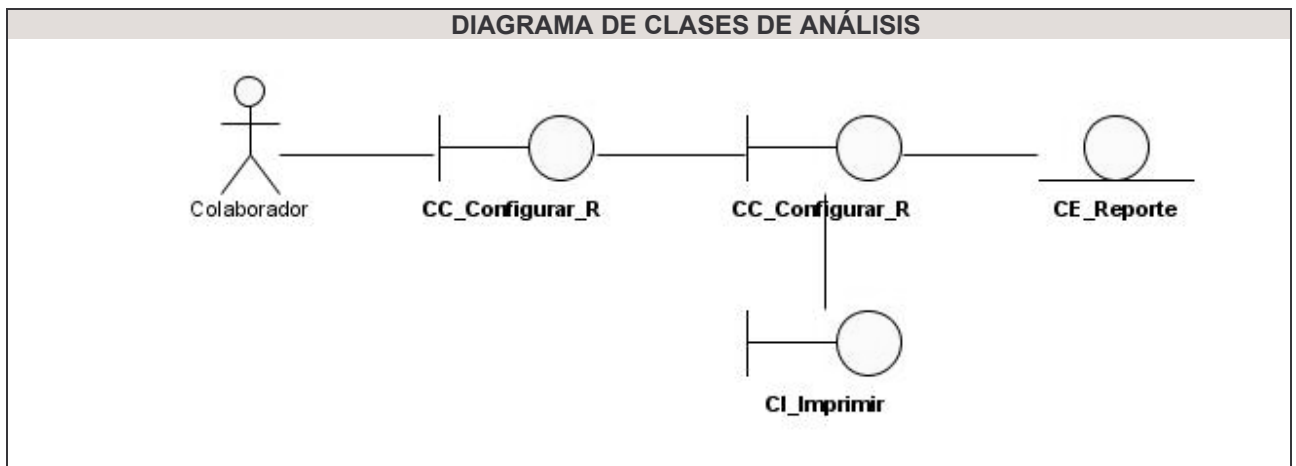 DIAGRAMA DE CLASES DE ANÁLISIS
Colaborador CC_Configurar_R CC_Configurar_R CE_Reporte
CI_Imprimir